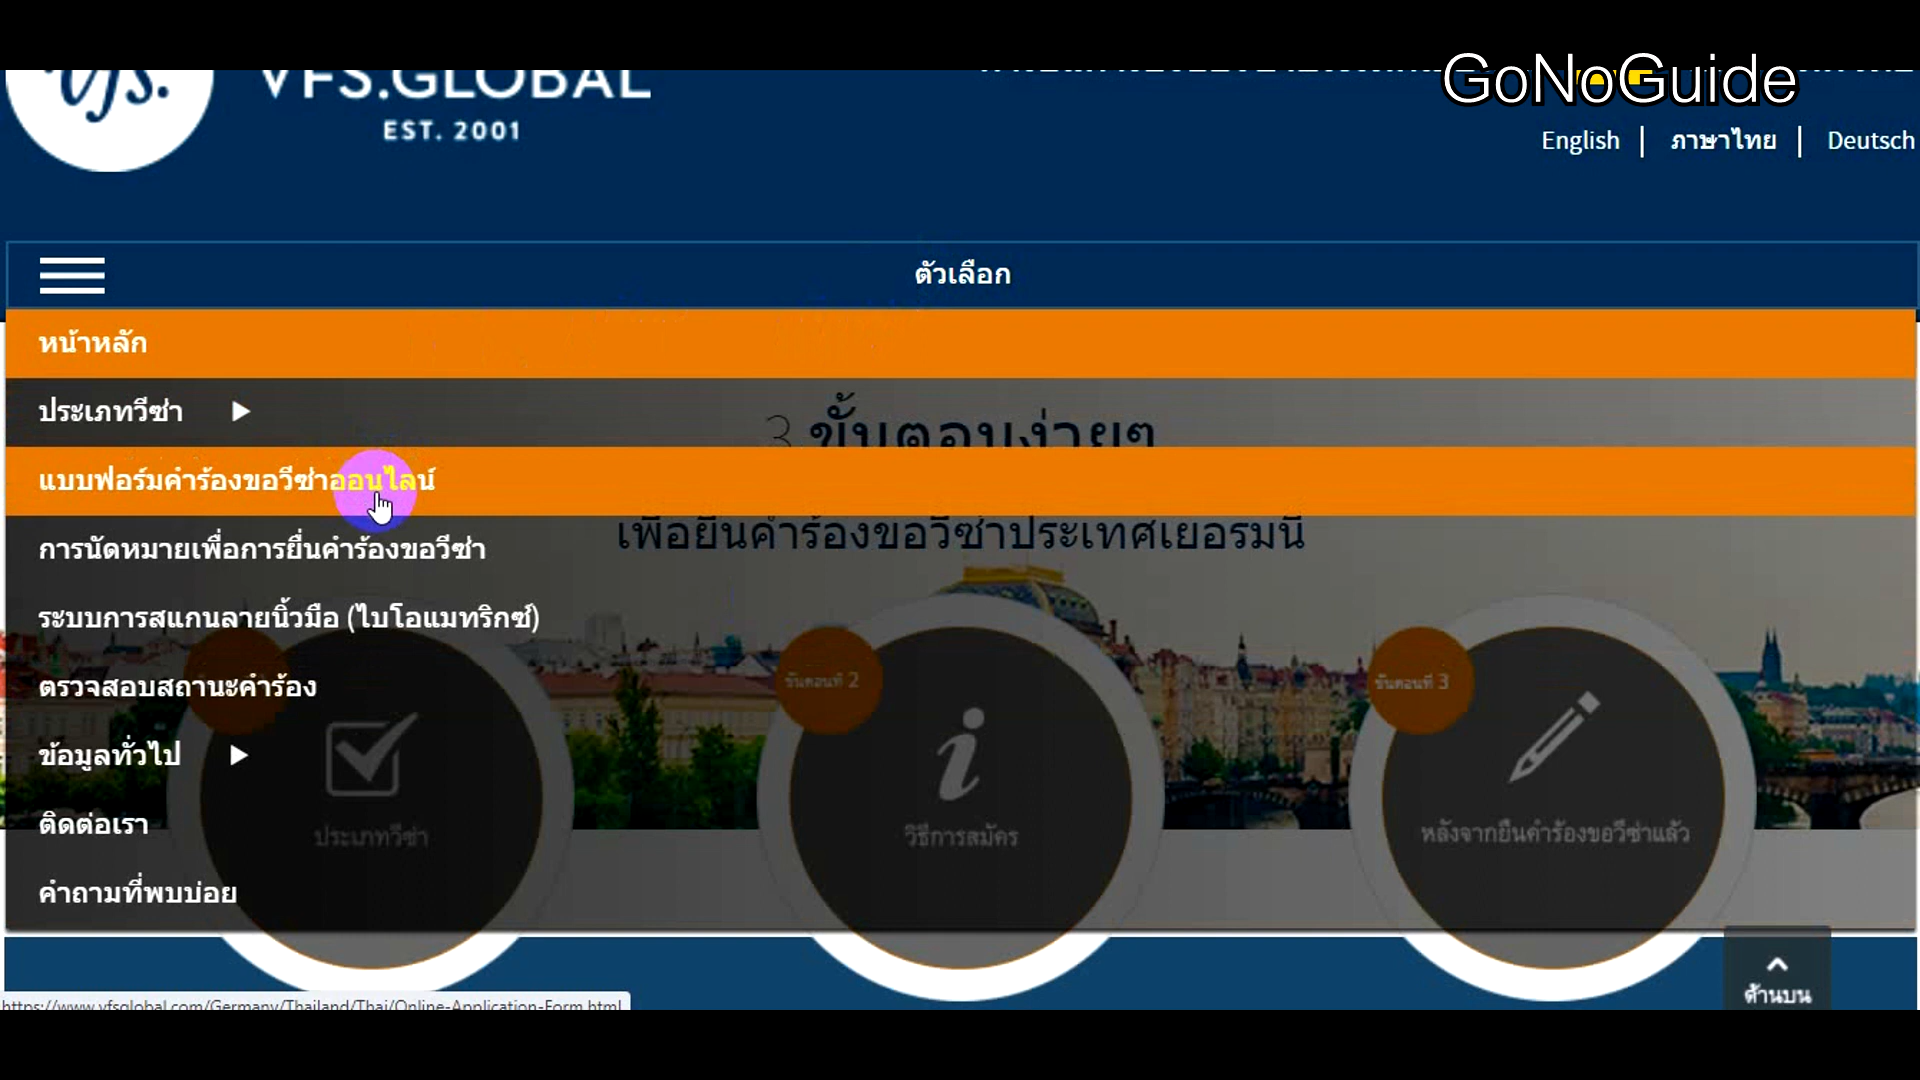 GoNoGuide
vfs.
VFS.GLOBAL
EST. 2001
English | ภาษาไทย | Deutsch
ตัวเลือก
หน้าหลัก
ประเภทวีซ่า
3 ขั้นตอนง่ายๆ
แบบฟอร์มคำร้องขอวีซ่าออนไลน์
เพื่อยื่นคำร้องขอวีซ่าประเทศเยอรมนี
การนัดหมายเพื่อการยื่นคำร้องขอวีซ่า
ระบบการสแกนลายนิ้วมือ (ไบโอแมทริกซ์)
ตรวจสอบสถานะคำร้อง
ขั้นตอนที่ 2
ขั้นตอนที่ 3
ข้อมูลทั่วไป
ติดต่อเรา
ประเภทวีซ่า
วิธีการสมัคร
หลังจากยื่นคำร้องขอวีซ่าแล้ว
คำถามที่พบบ่อย
ด้านบน
https://www.vfsglobal.com/Germany/Thailand/Thai/Online-Application-Form.html